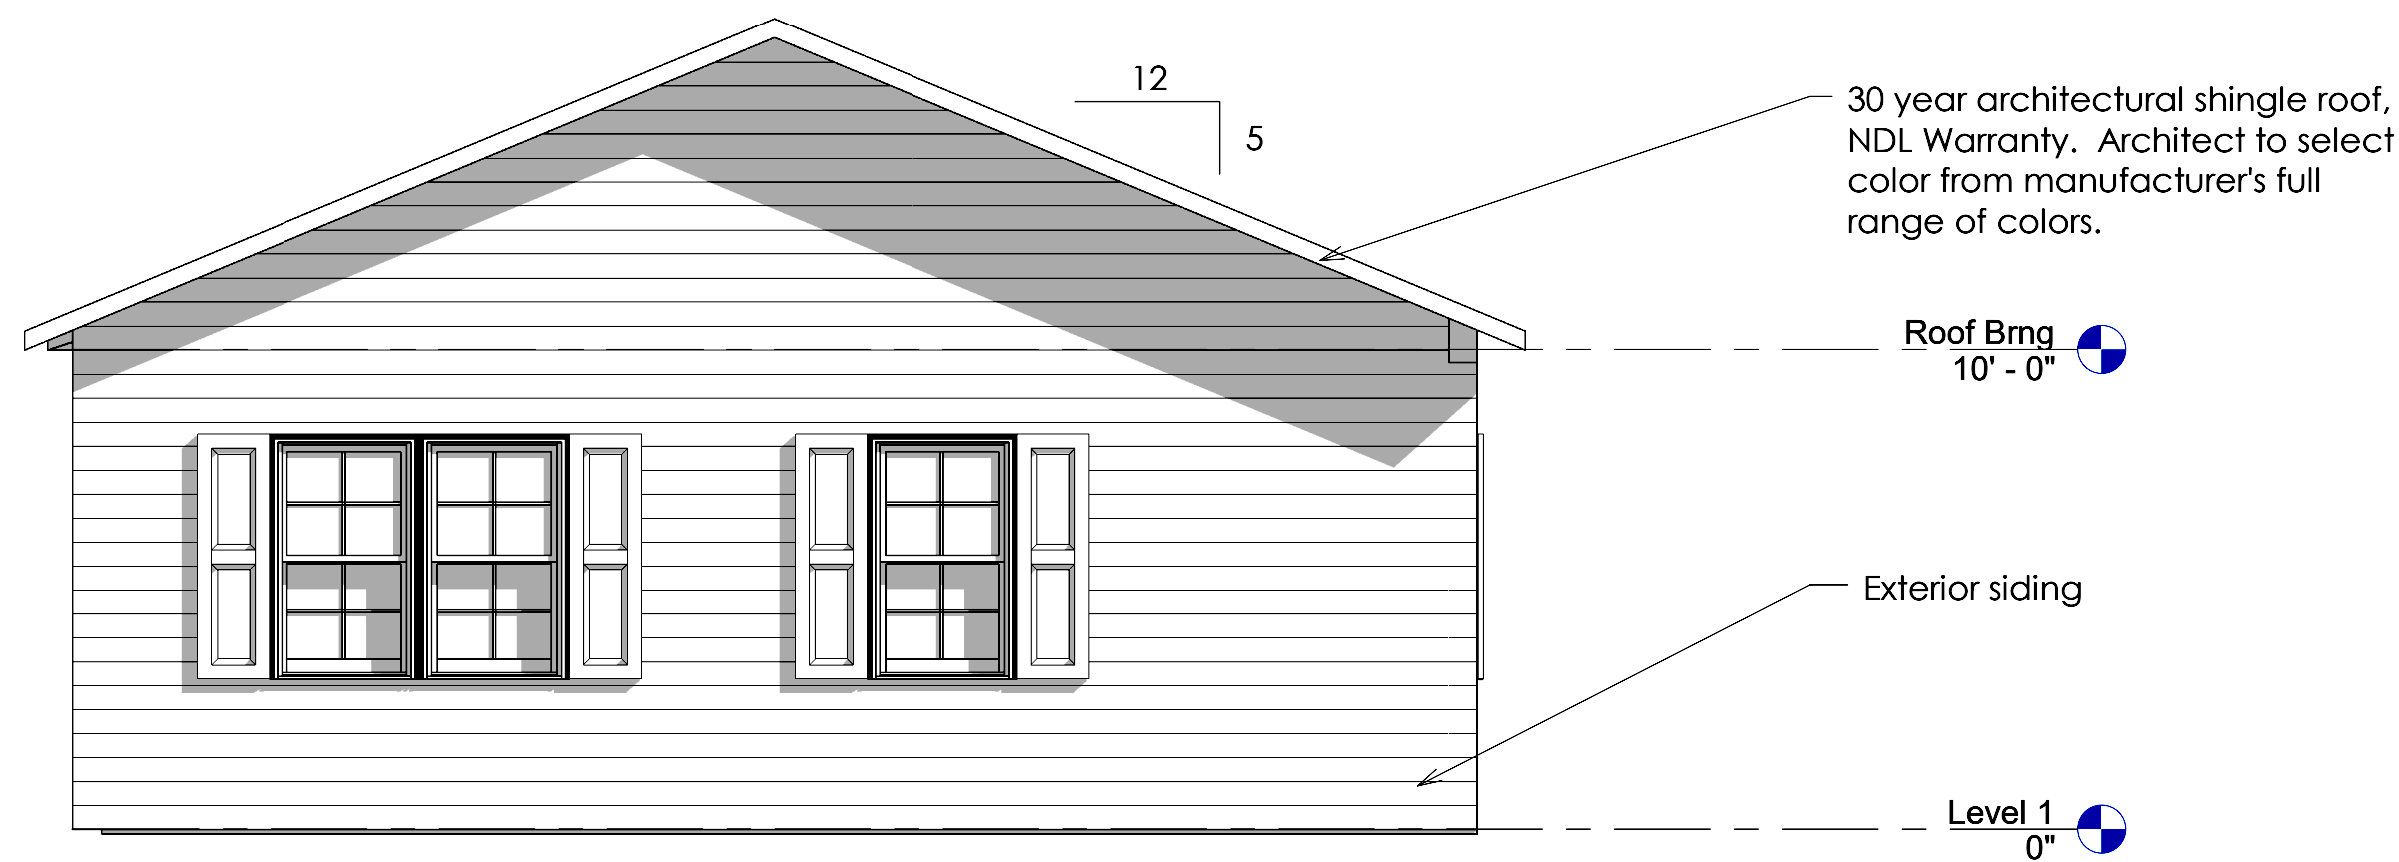 12
5
30 year architectural shingle roof,
NDL Warranty.  Architect to select
color from manufacturer's full
range of colors.
Roof Brng
10' - 0"
Exterior siding
Level 1
0"